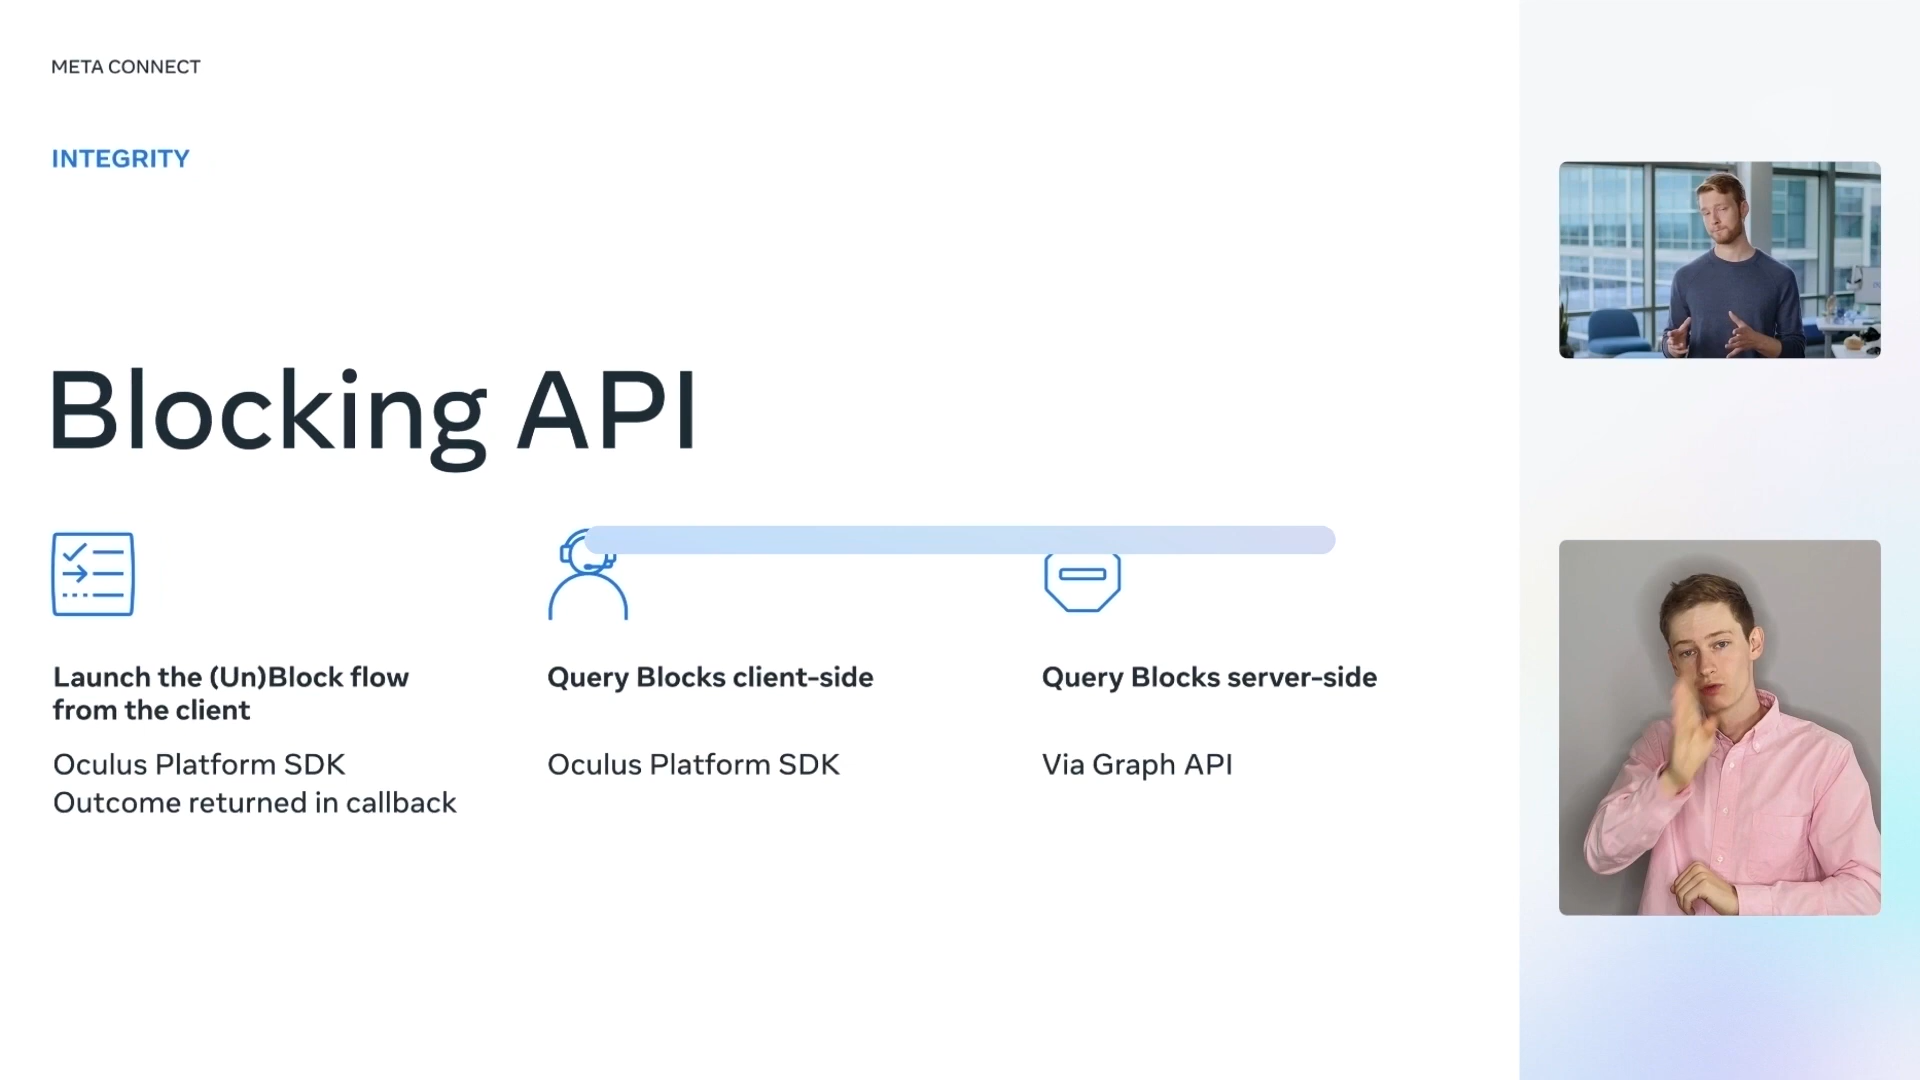 META CONNECT
INTEGRITY
Blocking API
Launch the (Un)Block flow
from the client
Oculus Platform SDK
Outcome returned in callback
Query Blocks client-side
Oculus Platform SDK
Query Blocks server-side
Via Graph API